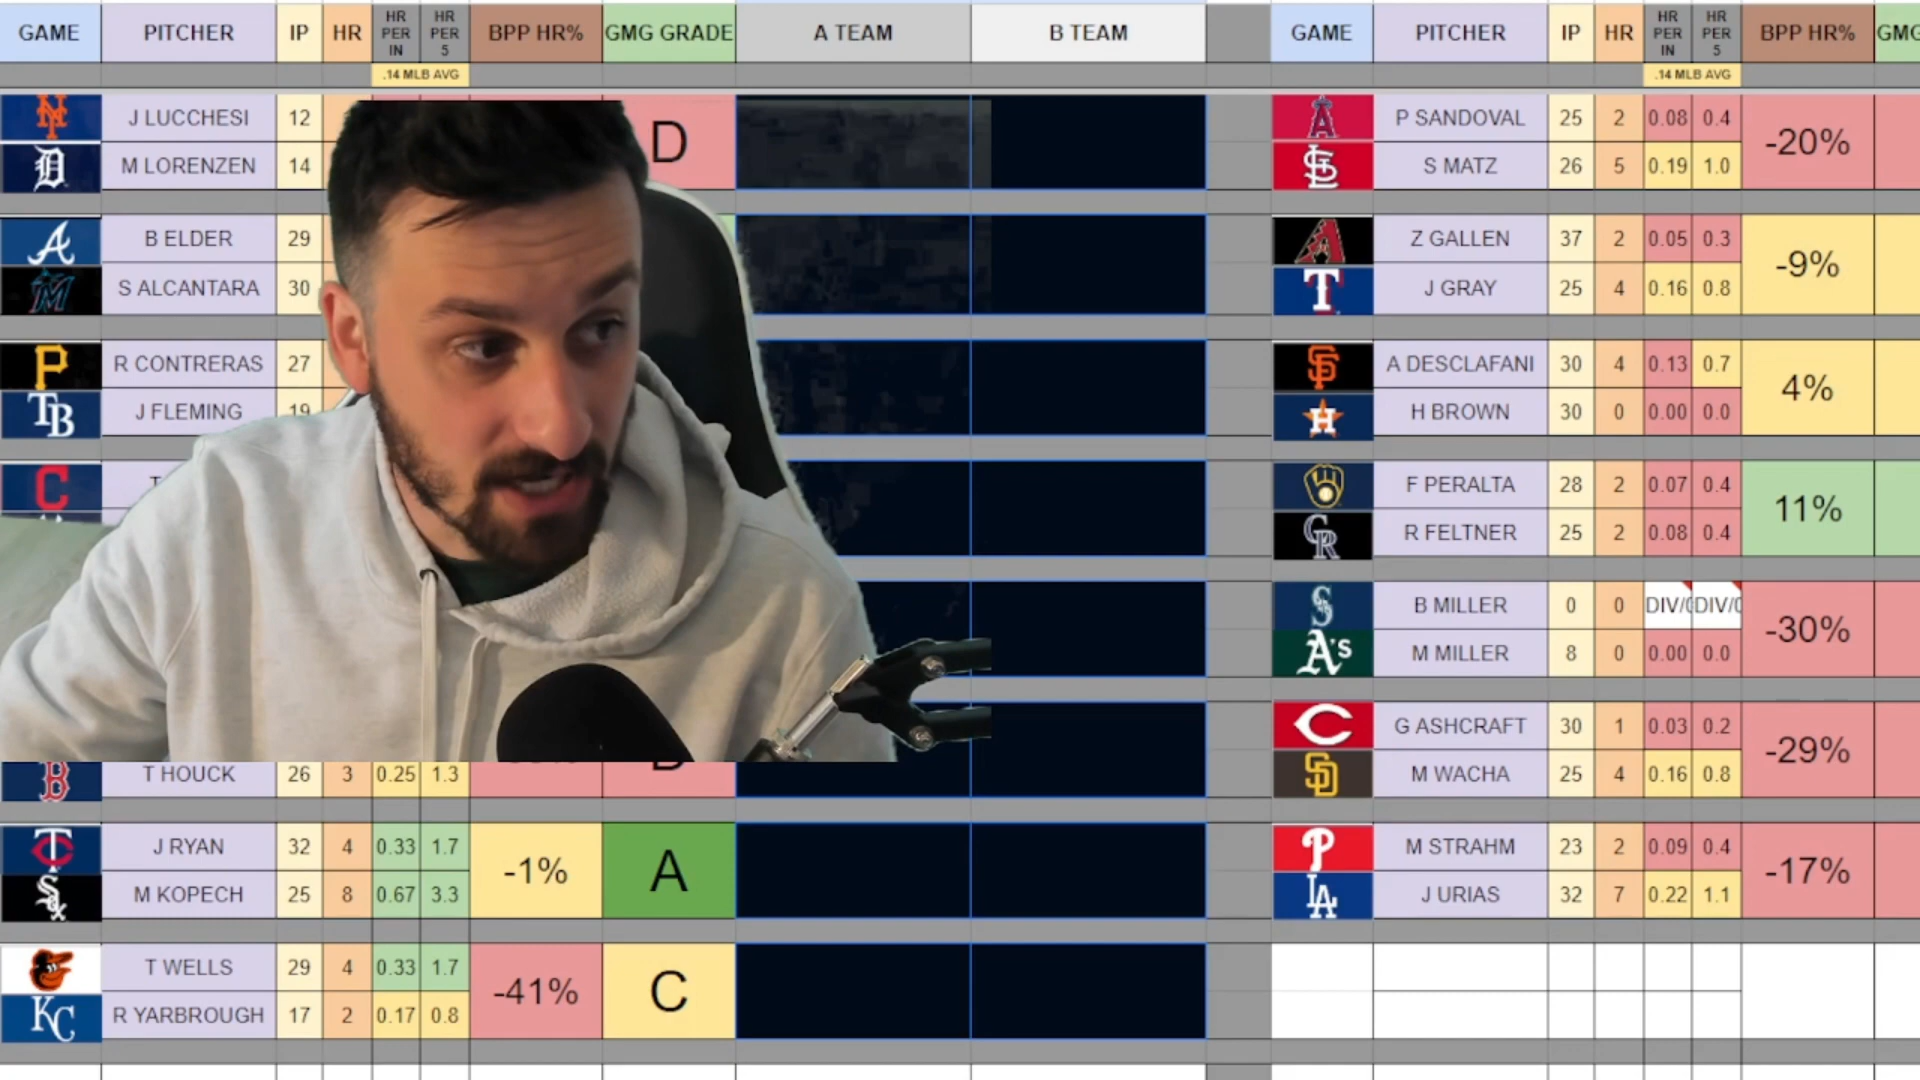 GAME PITCHER IP HR HR PER IN HR PER 5 BPP HR% GMG GRADE A TEAM B TEAM GAME PITCHER IP HR HR PER IN HR PER 5 BPP HR% GMG
.14 MLB AVG .14 MLB AVG
J LUCCHESI 12 D P SANDOVAL 25 2 0.08 0.4 -20%
M LORENZEN 14 S MATZ 26 5 0.19 1.0
B ELDER 29 Z GALLEN 37 2 0.05 0.3 -9%
S ALCANTARA 30 J GRAY 25 4 0.16 0.8
R CONTRERAS 27 A DESCLAFANI 30 4 0.13 0.7 4%
J FLEMING 19 H BROWN 30 0 0.00 0.0
F PERALTA 28 2 0.07 0.4 11%
R FELTNER 25 2 0.08 0.4
B MILLER 0 0 DIV/ DIV/ -30%
M MILLER 8 0 0.00 0.0
G ASHCRAFT 30 1 0.03 0.2 -29%
T HOUCK 26 3 0.25 1.3 M WACHA 25 4 0.16 0.8
J RYAN 32 4 0.33 1.7 -1% A M STRAHM 23 2 0.09 0.4 -17%
M KOPECH 25 8 0.67 3.3 J URIAS 32 7 0.22 1.1
T WELLS 29 4 0.33 1.7 -41% C
R YARBROUGH 17 2 0.17 0.8